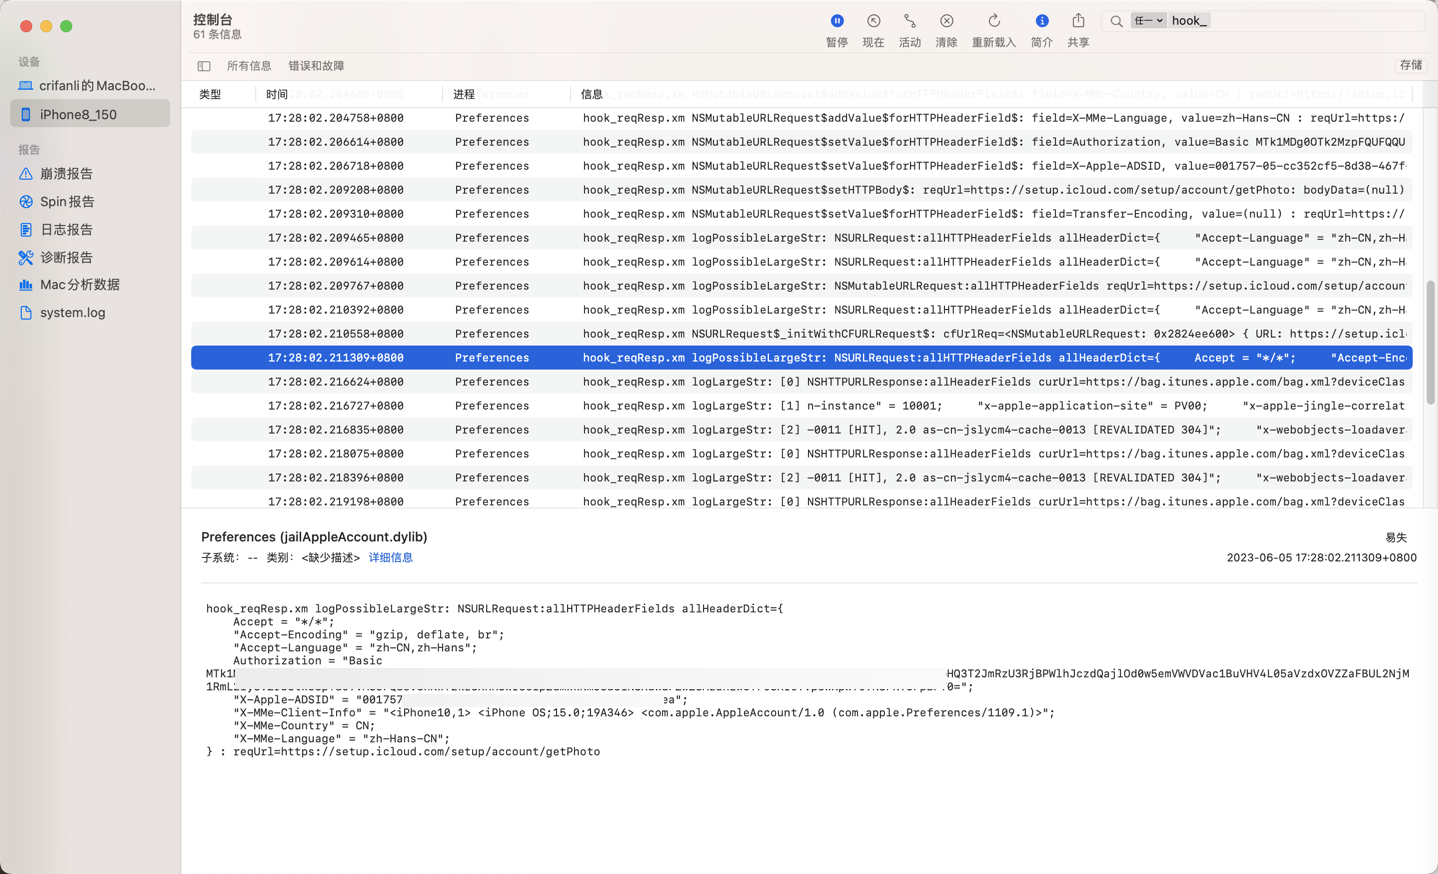 控制台
61 条信息
暂停
现在
活动
清除
重新载入
简介
共享
任一
hook_
设备
crifanli的MacBoo...
iPhone8_150
报告
崩溃报告
Spin报告
日志报告
诊断报告
Mac分析数据
system.log
所有信息 错误和故障
存储
类型 时间 进程 信息
17:28:02.204758+0800 Preferences hook_reqResp.xm NSMutableURLRequest$addValue$forHTTPHeaderField$: field=X-MMe-Language, value=zh-Hans-CN : reqUrl=https:/
17:28:02.206614+0800 Preferences hook_reqResp.xm NSMutableURLRequest$setValue$forHTTPHeaderField$: field=Authorization, value=Basic MTk1MDg0OTk2MzpFQUFQQU
17:28:02.206718+0800 Preferences hook_reqResp.xm NSMutableURLRequest$setValue$forHTTPHeaderField$: field=X-Apple-ADSID, value=001757-05-cc352cf5-8d38-467f
17:28:02.209208+0800 Preferences hook_reqResp.xm NSMutableURLRequest$setHTTPBody$: reqUrl=https://setup.icloud.com/setup/account/getPhoto: bodyData=(null)
17:28:02.209310+0800 Preferences hook_reqResp.xm NSMutableURLRequest$setValue$forHTTPHeaderField$: field=Transfer-Encoding, value=(null) : reqUrl=https:/
17:28:02.209465+0800 Preferences hook_reqResp.xm logPossibleLargeStr: NSURLRequest:allHTTPHeaderFields allHeaderDict={ "Accept-Language" = "zh-CN,zh-H
17:28:02.209614+0800 Preferences hook_reqResp.xm logPossibleLargeStr: NSURLRequest:allHTTPHeaderFields allHeaderDict={ "Accept-Language" = "zh-CN,zh-H
17:28:02.209767+0800 Preferences hook_reqResp.xm logPossibleLargeStr: NSMutableURLRequest:allHTTPHeaderFields reqUrl=https://setup.icloud.com/setup/accoun
17:28:02.210392+0800 Preferences hook_reqResp.xm logPossibleLargeStr: NSURLRequest:allHTTPHeaderFields allHeaderDict={ "Accept-Language" = "zh-CN,zh-H
17:28:02.210558+0800 Preferences hook_reqResp.xm NSURLRequest$_initWithCFURLRequest$: cfUrlReq=<NSMutableURLRequest: 0x2824ee600> { URL: https://setup.icl
17:28:02.211309+0800 Preferences hook_reqResp.xm logPossibleLargeStr: NSURLRequest:allHTTPHeaderFields allHeaderDict={ Accept = "*/*"; "Accept-Enc
17:28:02.216624+0800 Preferences hook_reqResp.xm logLargeStr: [0] NSHTTPURLResponse:allHeaderFields curUrl=https://bag.itunes.apple.com/bag.xml?deviceClas
17:28:02.216727+0800 Preferences hook_reqResp.xm logLargeStr: [1] n-instance" = 10001; "x-apple-application-site" = PV00; "x-apple-jingle-correlat
17:28:02.216835+0800 Preferences hook_reqResp.xm logLargeStr: [2] -0011 [HIT], 2.0 as-cn-jslycm4-cache-0013 [REVALIDATED 304]"; "x-webobjects-loadaver
17:28:02.218075+0800 Preferences hook_reqResp.xm logLargeStr: [0] NSHTTPURLResponse:allHeaderFields curUrl=https://bag.itunes.apple.com/bag.xml?deviceClas
17:28:02.218396+0800 Preferences hook_reqResp.xm logLargeStr: [2] -0011 [HIT], 2.0 as-cn-jslycm4-cache-0013 [REVALIDATED 304]"; "x-webobjects-loadaver
17:28:02.219198+0800 Preferences hook_reqResp.xm logLargeStr: [0] NSHTTPURLResponse:allHeaderFields curUrl=https://bag.itunes.apple.com/bag.xml?deviceClas
Preferences (jailAppleAccount.dylib) 易失
子系统: -- 类别: <缺少描述> 详细信息 2023-06-05 17:28:02.211309+0800
hook_reqResp.xm logPossibleLargeStr: NSURLRequest:allHTTPHeaderFields allHeaderDict={
Accept = "*/*";
"Accept-Encoding" = "gzip, deflate, br";
"Accept-Language" = "zh-CN,zh-Hans";
Authorization = "Basic
HQ3T2JmRzU3RjBPWlhJczdQajlOd0w5emVWVDVac1BuVHV4L05aVzdxOVZZaFBUL2NjM
"X-Apple-ADSID" = "001757 ea";
"X-MMe-Client-Info" = "<iPhone10,1> <iPhone OS;15.0;19A346> <com.apple.AppleAccount/1.0 (com.apple.Preferences/1109.1)>";
"X-MMe-Country" = CN;
"X-MMe-Language" = "zh-Hans-CN";
} : reqUrl=https://setup.icloud.com/setup/account/getPhoto